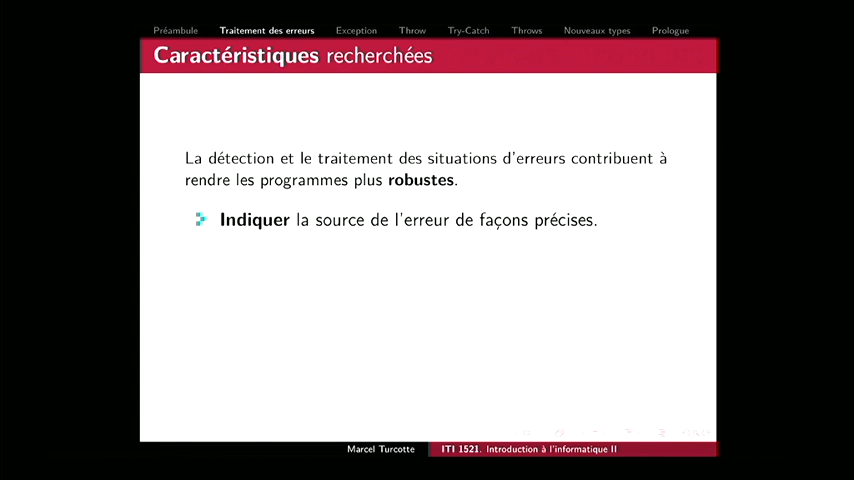 Préambule Traitement des erreurs Exception Throw Try-Catch Throws Nouveaux types Prologue
Caractéristiques recherchées
La détection et le traitement des situations d'erreurs contribuent à
rendre les programmes plus robustes.
Indiquer la source de l'erreur de façons précises.
Marcel Turcotte ITI 1521. Introduction à l'informatique II